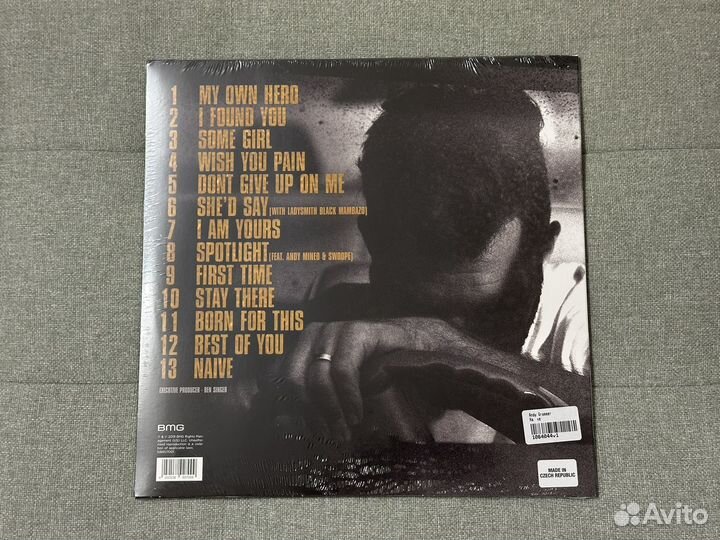 1 MY OWN HERO
2 I FOUND YOU
3 SOME GIRL
4 WISH YOU PAIN
5 DONT GIVE UP ON ME
6 SHE'D SAY [WITH LADYSMITH BLACK MAMBAZO]
7 I AM YOURS
8 SPOTLIGHT [FEAT. ANDY MINEO & SWOOPE]
9 FIRST TIME
10 STAY THERE
11 BORN FOR THIS
12 BEST OF YOU
13 NAIVE
EXECUTIVE PRODUCER - BEN SINGER
BMG
Andy Grammer
MADE IN
CZECH REPUBLIC
Avito